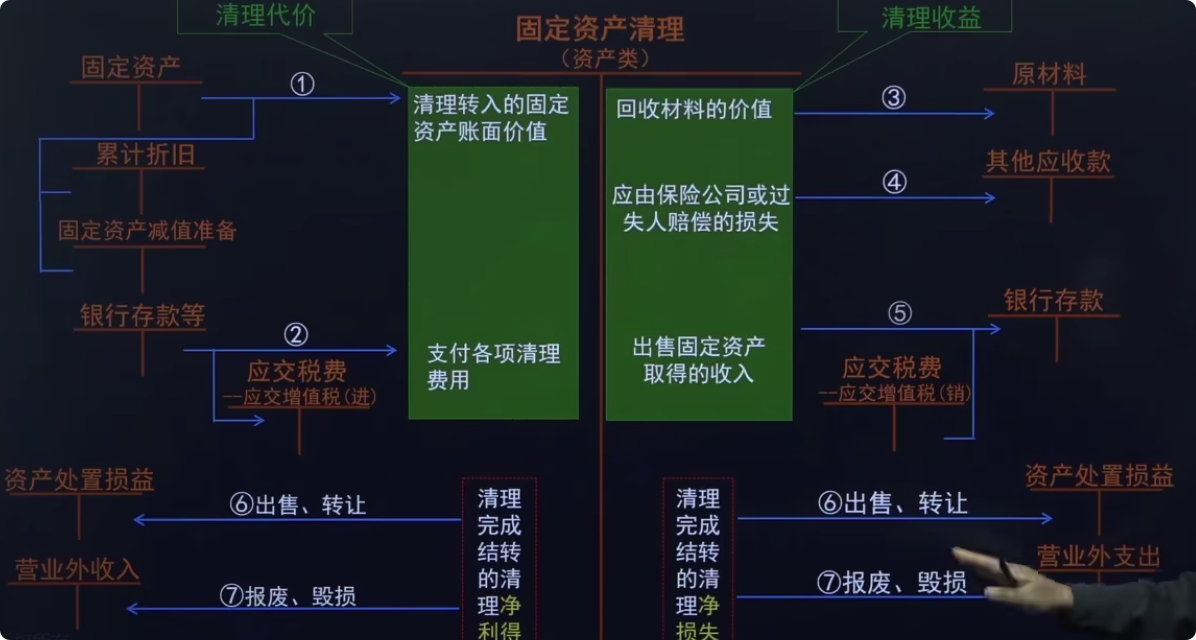 清理代价
固定资产清理
（资产类）
清理收益
固定资产
①
清理转入的固定
资产账面价值
回收材料的价值
③
原材料
累计折旧
应由保险公司或过
失人赔偿的损失
④
其他应收款
固定资产减值准备
银行存款等
②
支付各项清理
费用
应交税费
--应交增值税(进)
出售固定资产
取得的收入
⑤
银行存款
应交税费
--应交增值税(销)
资产处置损益
⑥出售、转让
营业外收入
⑦报废、毁损
清理
完成
结转
的清
理净
利得
清理
完成
结转
的清
理净
损失
⑥出售、转让
资产处置损益
⑦报废、毁损
营业外支出